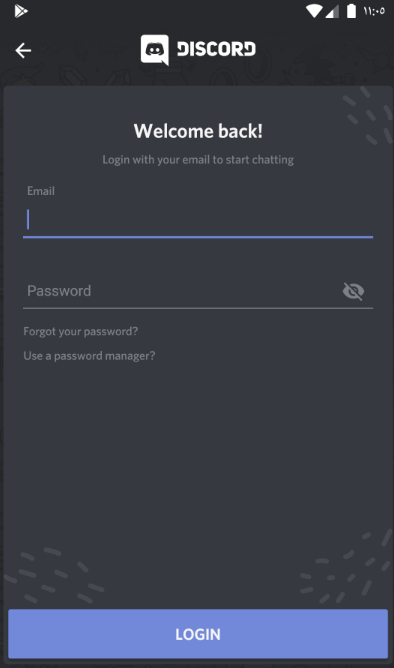 ١١:٠٥
DISCORD
Welcome back!
Login with your email to start chatting
Email
Password
Forgot your password?
Use a password manager?
LOGIN